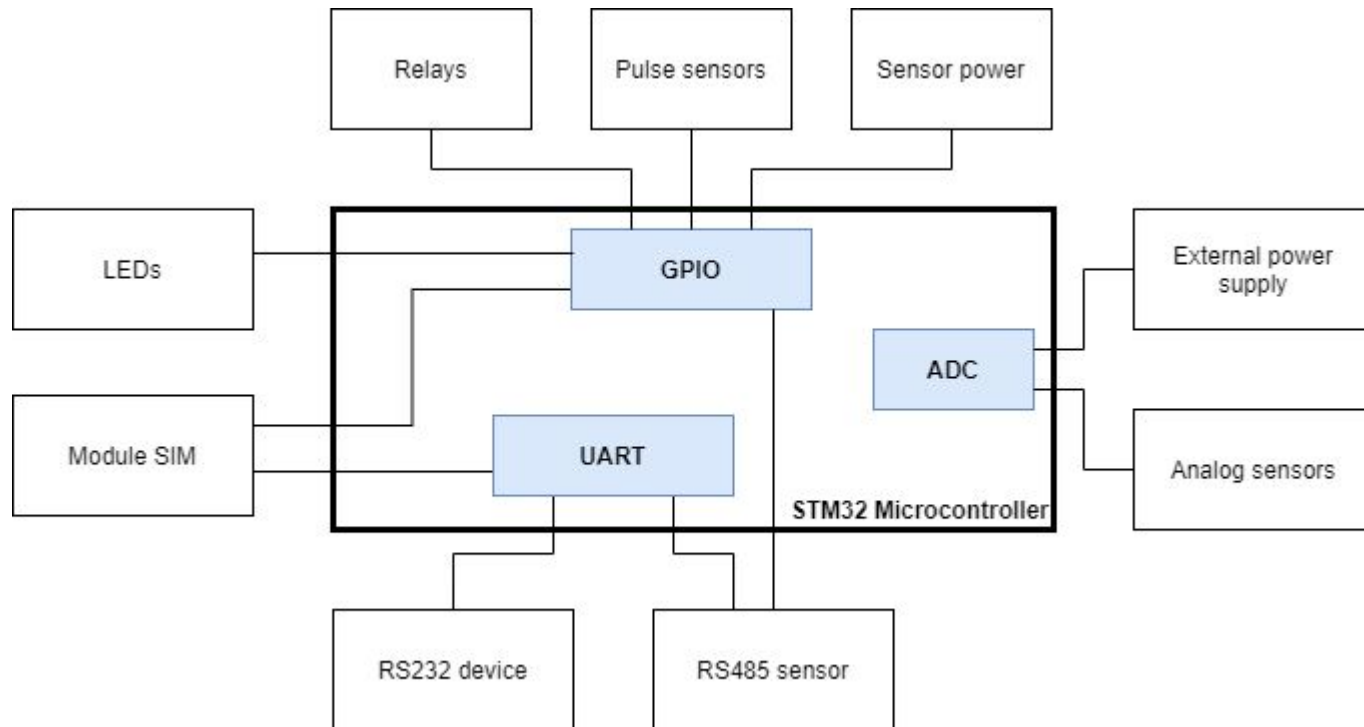 Relays
Pulse sensors
Sensor power
LEDs
GPIO
External power
supply
ADC
Module SIM
UART
Analog sensors
STM32 Microcontroller
RS232 device
RS485 sensor